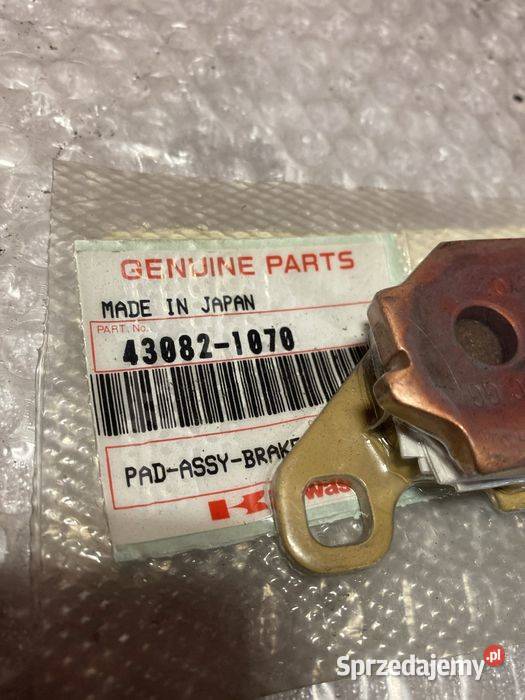 GENUINE PARTS
MADE IN JAPAN
PART. No.
43082-1070
PAD-ASSY-BRAKE
Sprzedajemy.pl